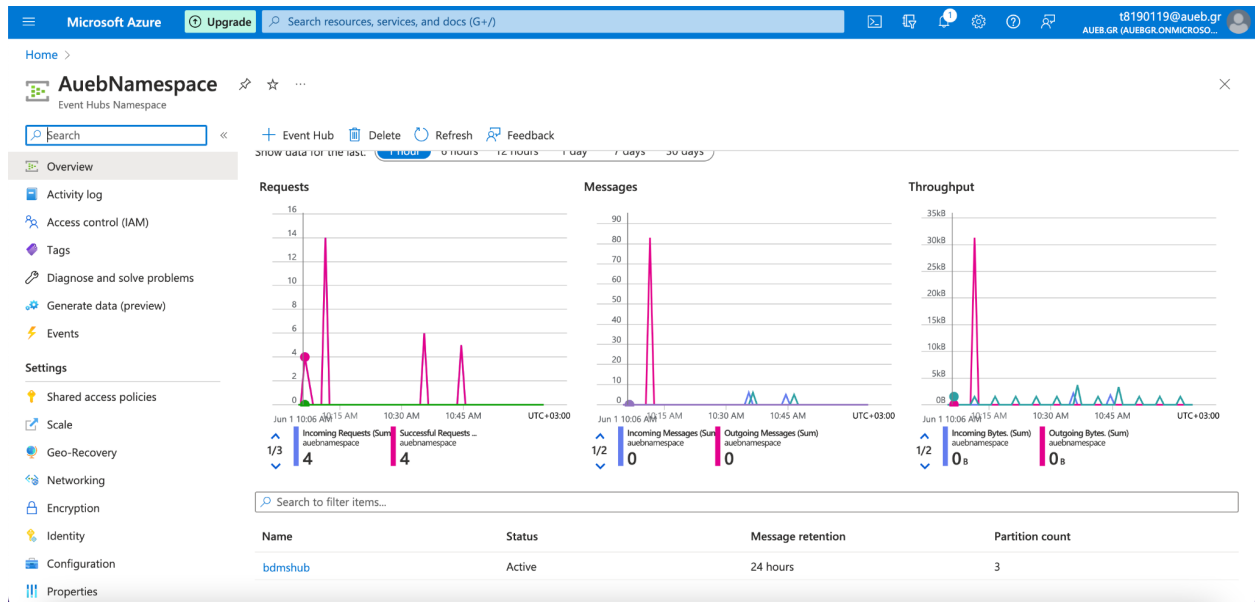 Microsoft Azure
Upgrade
Search resources, services, and docs (G+/)
1
t8190119@aueb.gr
AUEB.GR (AUEBGR.ONMICROSO...
Home >
AuebNamespace
Event Hubs Namespace
Search
«
Event Hub
Delete
Refresh
Feedback
Overview
Activity log
Access control (IAM)
Tags
Diagnose and solve problems
Generate data (preview)
Events
Settings
Shared access policies
Scale
Geo-Recovery
Networking
Encryption
Identity
Configuration
Properties
Show data for the last: 1 hour 6 hours 12 hours 1 day 7 days 30 days
Requests
16
14
12
10
8
6
4
2
0
Jun 1 10:06 AM 10:15 AM 10:30 AM 10:45 AM UTC+03:00
1/3
Incoming Requests (Sum)
auebnamespace
4
Successful Requests ...
auebnamespace
4
Messages
90
80
70
60
50
40
30
20
10
0
Jun 1 10:06 AM 10:15 AM 10:30 AM 10:45 AM UTC+03:00
1/2
Incoming Messages (Sum)
auebnamespace
0
Outgoing Messages (Sum)
auebnamespace
0
Throughput
35kB
30kB
25kB
20kB
15kB
10kB
5kB
0B
Jun 1 10:06 AM 10:15 AM 10:30 AM 10:45 AM UTC+03:00
1/2
Incoming Bytes. (Sum)
auebnamespace
0 B
Outgoing Bytes. (Sum)
auebnamespace
0 B
Search to filter items...
Name Status Message retention Partition count
bdmshub Active 24 hours 3